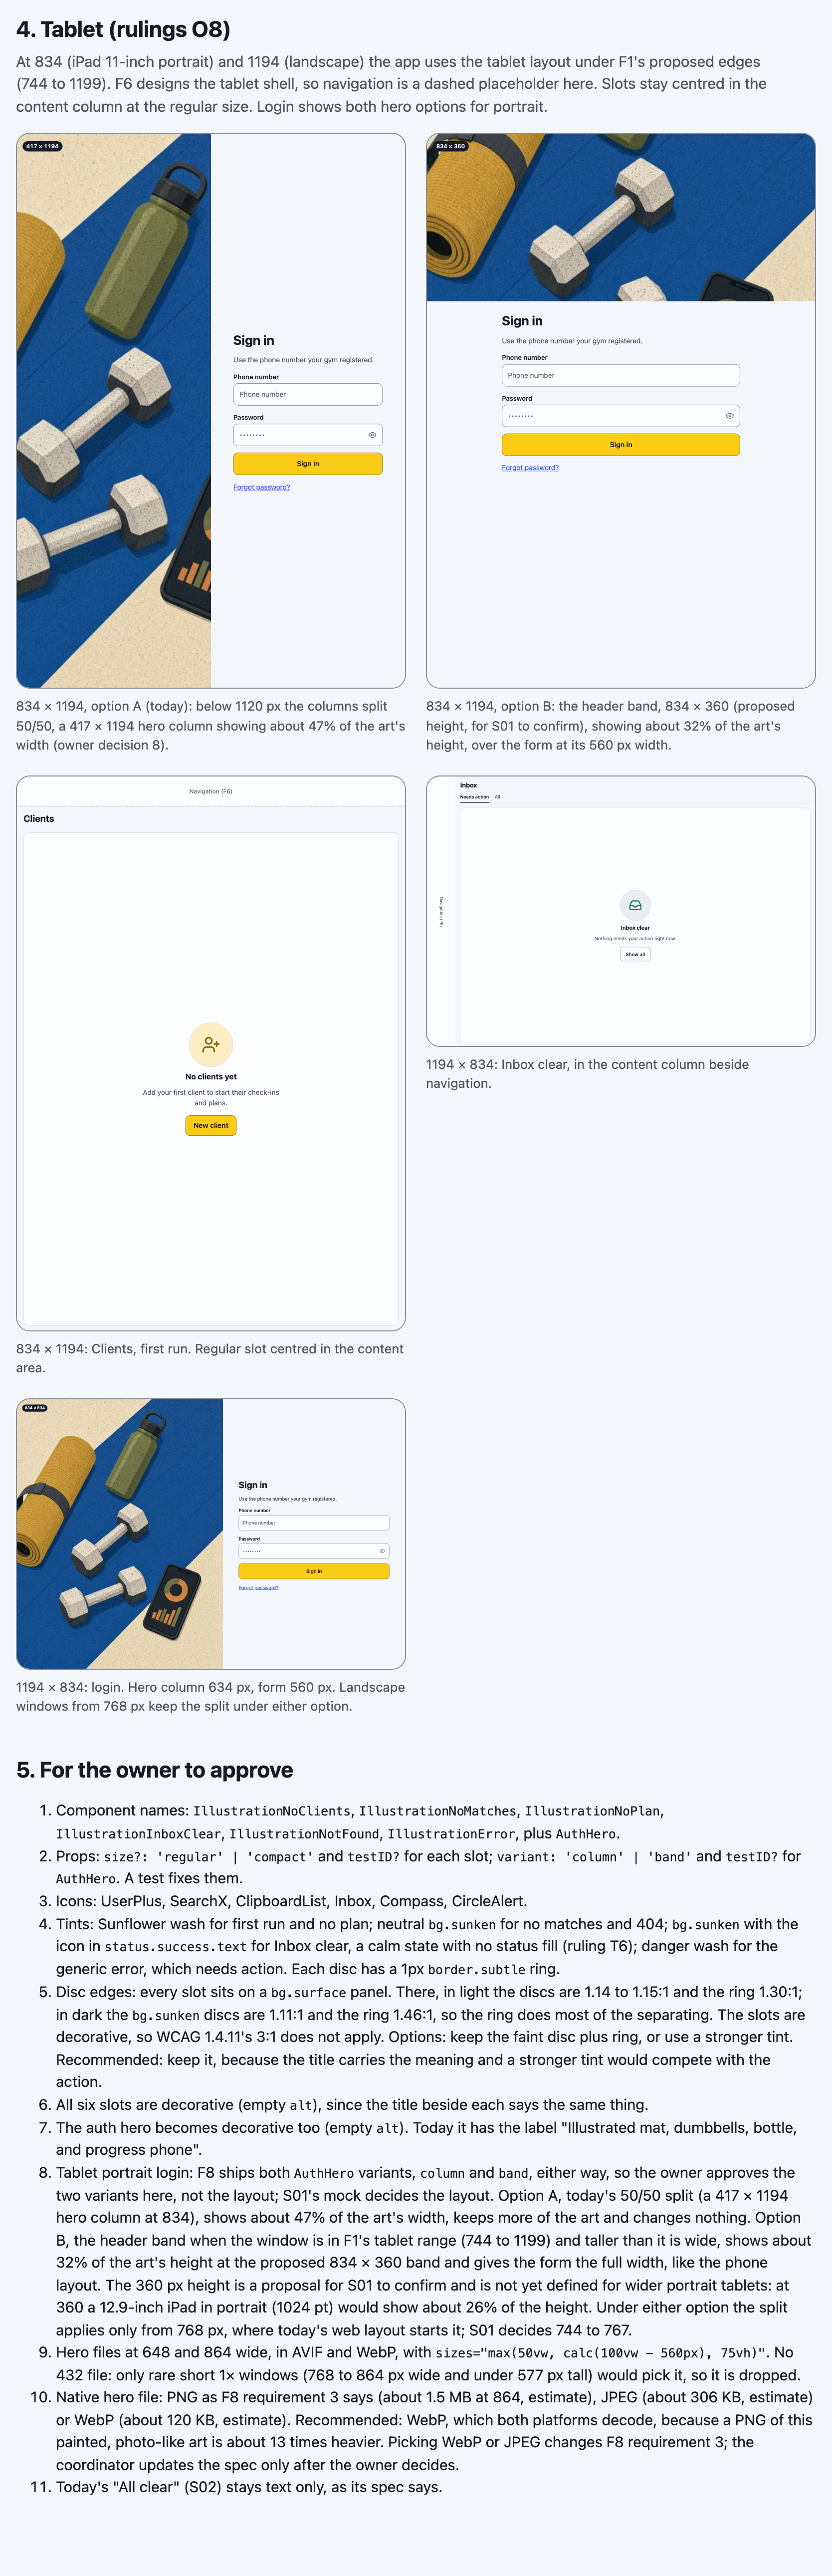 4. Tablet (rulings O8)
At 834 (iPad 11-inch portrait) and 1194 (landscape) the app uses the tablet layout under F1's proposed edges
(744 to 1199). F6 designs the tablet shell, so navigation is a dashed placeholder here. Slots stay centred in the
content column at the regular size. Login shows both hero options for portrait.
417 × 1194
Sign in
Use the phone number your gym registered.
Phone number
Phone number
Password
Sign in
Forgot password?
834 × 1194, option A (today): below 1120 px the columns split
50/50, a 417 × 1194 hero column showing about 47% of the art's
width (owner decision 8).
834 × 360
Sign in
Use the phone number your gym registered.
Phone number
Phone number
Password
Sign in
Forgot password?
834 × 1194, option B: the header band, 834 × 360 (proposed
height, for S01 to confirm), showing about 32% of the art's
height, over the form at its 560 px width.
Navigation (F6)
Clients
No clients yet
Add your first client to start their check-ins
and plans.
New client
834 × 1194: Clients, first run. Regular slot centred in the content
area.
Navigation (F6)
Inbox
Needs action All
Inbox clear
Nothing needs your action right now.
Show all
1194 × 834: Inbox clear, in the content column beside
navigation.
634 × 834
Sign in
Use the phone number your gym registered.
Phone number
Phone number
Password
Sign in
Forgot password?
1194 × 834: login. Hero column 634 px, form 560 px. Landscape
windows from 768 px keep the split under either option.
5. For the owner to approve
1. Component names: IllustrationNoClients, IllustrationNoMatches, IllustrationNoPlan,
IllustrationInboxClear, IllustrationNotFound, IllustrationError, plus AuthHero.
2. Props: size?: 'regular' | 'compact' and testID? for each slot; variant: 'column' | 'band' and testID? for
AuthHero. A test fixes them.
3. Icons: UserPlus, SearchX, ClipboardList, Inbox, Compass, CircleAlert.
4. Tints: Sunflower wash for first run and no plan; neutral bg.sunken for no matches and 404; bg.sunken with the
icon in status.success.text for Inbox clear, a calm state with no status fill (ruling T6); danger wash for the
generic error, which needs action. Each disc has a 1px border.subtle ring.
5. Disc edges: every slot sits on a bg.surface panel. There, in light the discs are 1.14 to 1.15:1 and the ring 1.30:1;
in dark the bg.sunken discs are 1.11:1 and the ring 1.46:1, so the ring does most of the separating. The slots are
decorative, so WCAG 1.4.11's 3:1 does not apply. Options: keep the faint disc plus ring, or use a stronger tint.
Recommended: keep it, because the title carries the meaning and a stronger tint would compete with the
action.
6. All six slots are decorative (empty alt), since the title beside each says the same thing.
7. The auth hero becomes decorative too (empty alt). Today it has the label "Illustrated mat, dumbbells, bottle,
and progress phone".
8. Tablet portrait login: F8 ships both AuthHero variants, column and band, either way, so the owner approves the
two variants here, not the layout; S01's mock decides the layout. Option A, today's 50/50 split (a 417 × 1194
hero column at 834), shows about 47% of the art's width, keeps more of the art and changes nothing. Option
B, the header band when the window is in F1's tablet range (744 to 1199) and taller than it is wide, shows about
32% of the art's height at the proposed 834 × 360 band and gives the form the full width, like the phone
layout. The 360 px height is a proposal for S01 to confirm and is not yet defined for wider portrait tablets: at
360 a 12.9-inch iPad in portrait (1024 pt) would show about 26% of the height. Under either option the split
applies only from 768 px, where today's web layout starts it; S01 decides 744 to 767.
9. Hero files at 648 and 864 wide, in AVIF and WebP, with sizes="max(50vw, calc(100vw − 560px), 75vh)". No
432 file: only rare short 1× windows (768 to 864 px wide and under 577 px tall) would pick it, so it is dropped.
10. Native hero file: PNG as F8 requirement 3 says (about 1.5 MB at 864, estimate), JPEG (about 306 KB, estimate)
or WebP (about 120 KB, estimate). Recommended: WebP, which both platforms decode, because a PNG of this
painted, photo-like art is about 13 times heavier. Picking WebP or JPEG changes F8 requirement 3; the
coordinator updates the spec only after the owner decides.
11. Today's "All clear" (S02) stays text only, as its spec says.